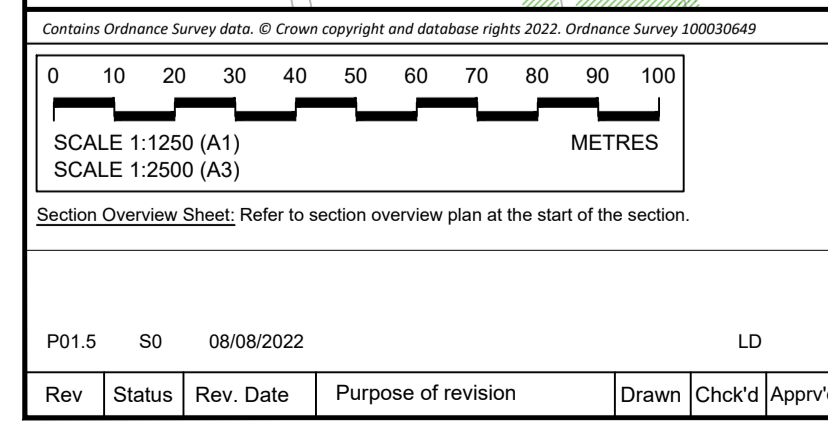 Contains Ordnance Survey data. © Crown copyright and database rights 2022. Ordnance Survey 100030649
0 10 20 30 40 50 60 70 80 90 100
SCALE 1:1250 (A1) METRES
SCALE 1:2500 (A3)
Section Overview Sheet: Refer to section overview plan at the start of the section.
P01.5 S0 08/08/2022 LD
Rev Status Rev. Date Purpose of revision Drawn Chck'd